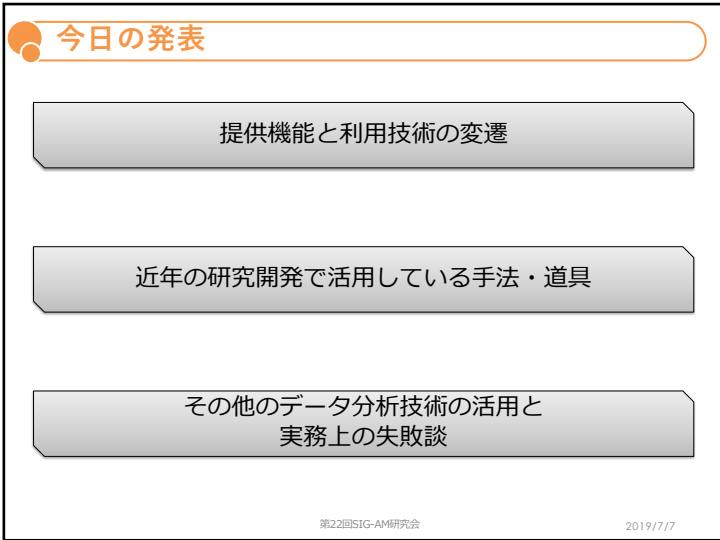 今日の発表
提供機能と利用技術の変遷
近年の研究開発で活用している手法・道具
その他のデータ分析技術の活用と
実務上の失敗談
第22回SIG-AM研究会
2019/7/7